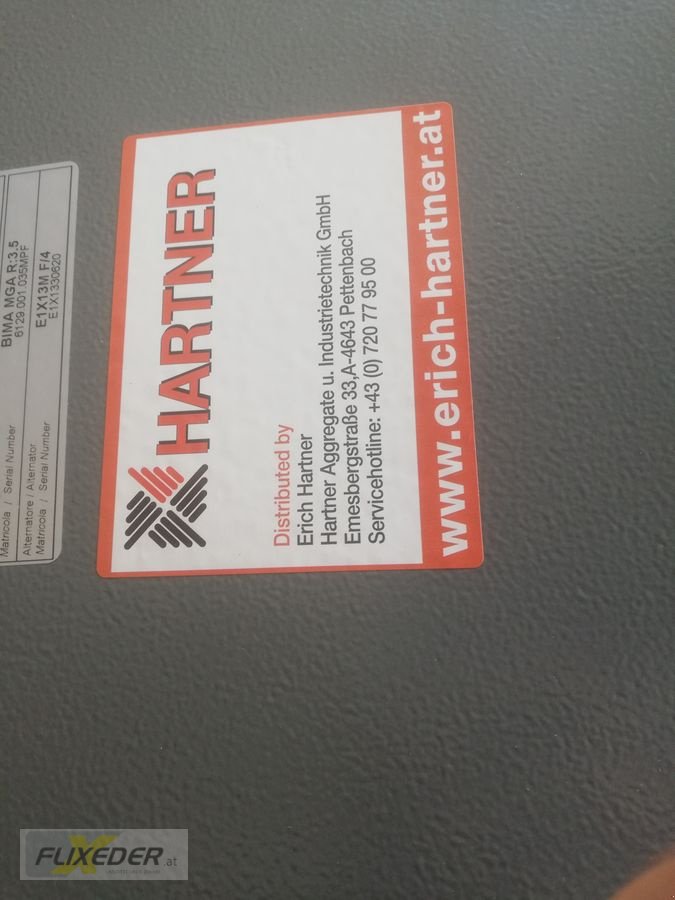 BIMA MGA R:3,5
Matricola / Serial Number 6129 001 035MPF
Alternatore / Alternator E1X13M F/4
Matricola / Serial Number E1X1330620
HARTNER
Distributed by
Erich Hartner
Hartner Aggregate u. Industrietechnik GmbH
Emesbergstraße 33,A-4643 Pettenbach
Servicehotline: +43 (0) 720 77 95 00
www.erich-hartner.at
FLIXEDER.at